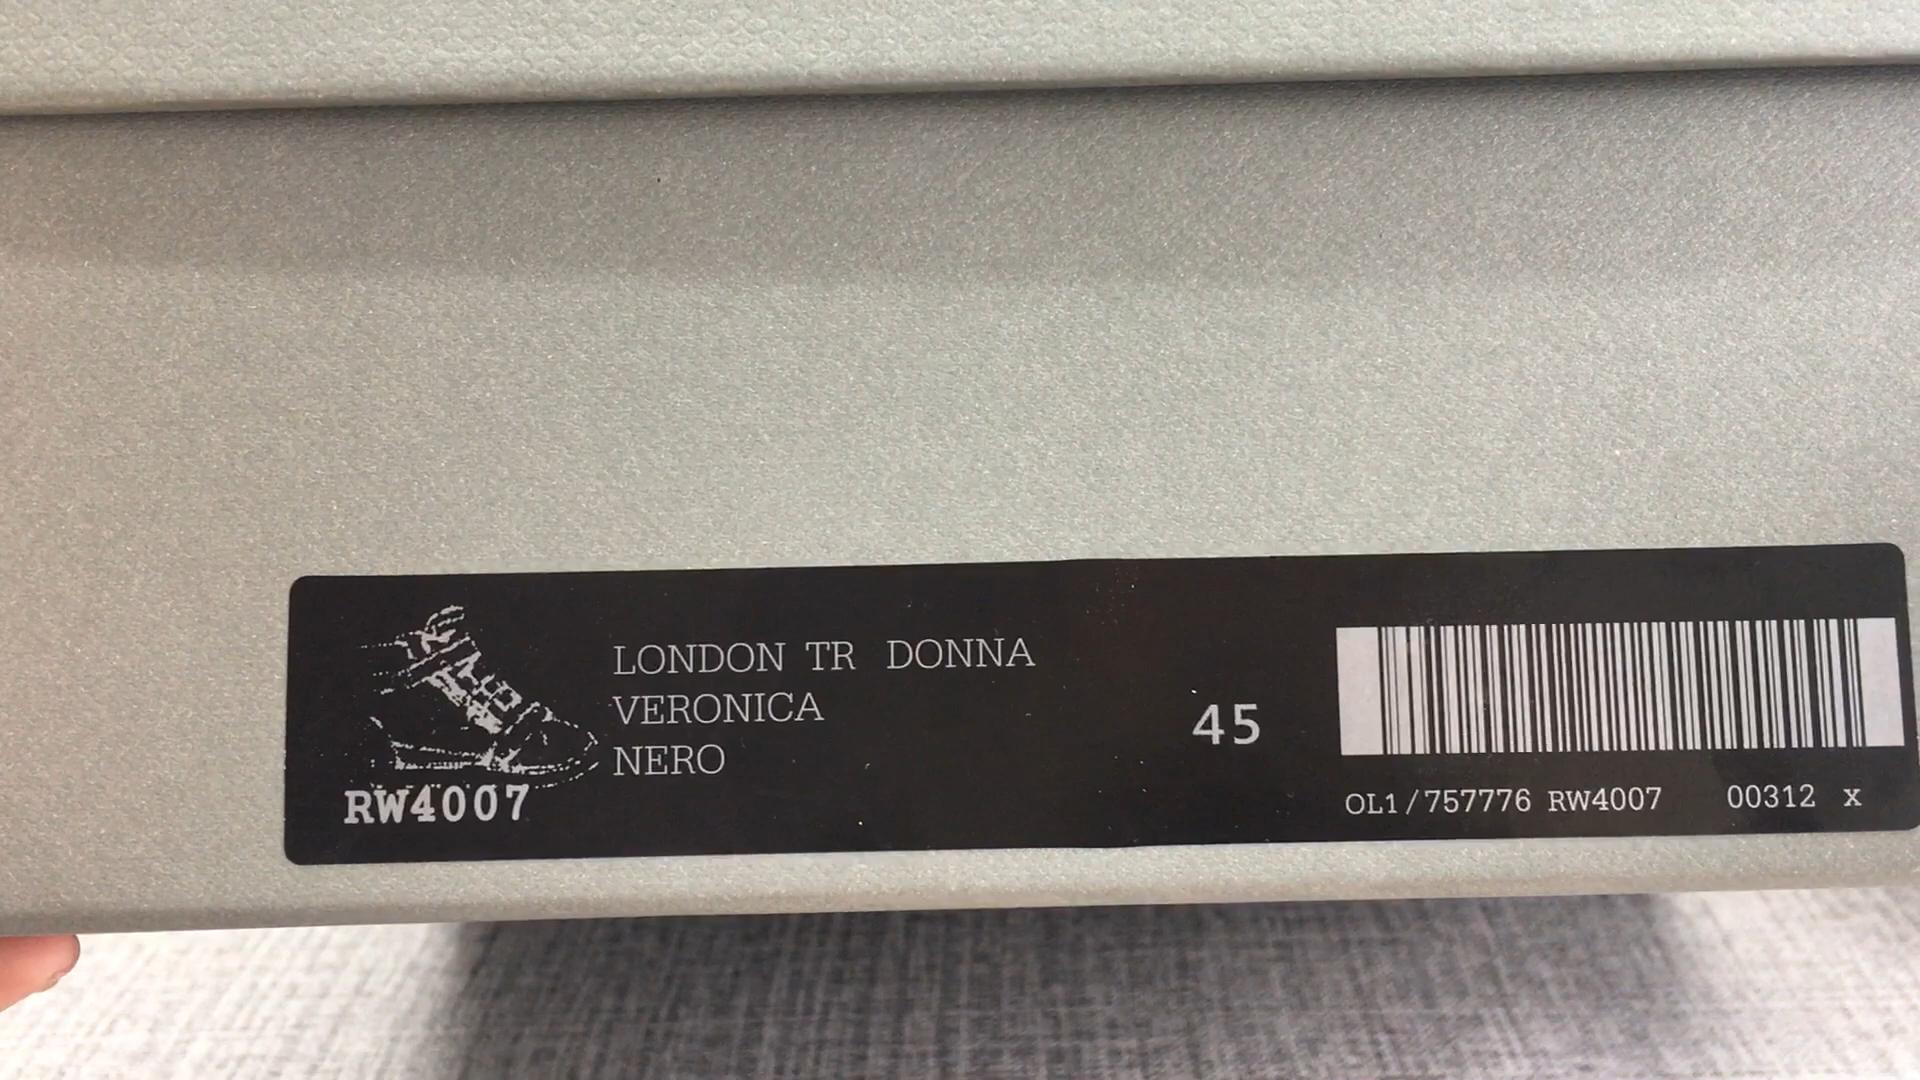 LONDON TR DONNA
VERONICA
NERO
RW4007
45
OL1/757776 RW4007 00312 x